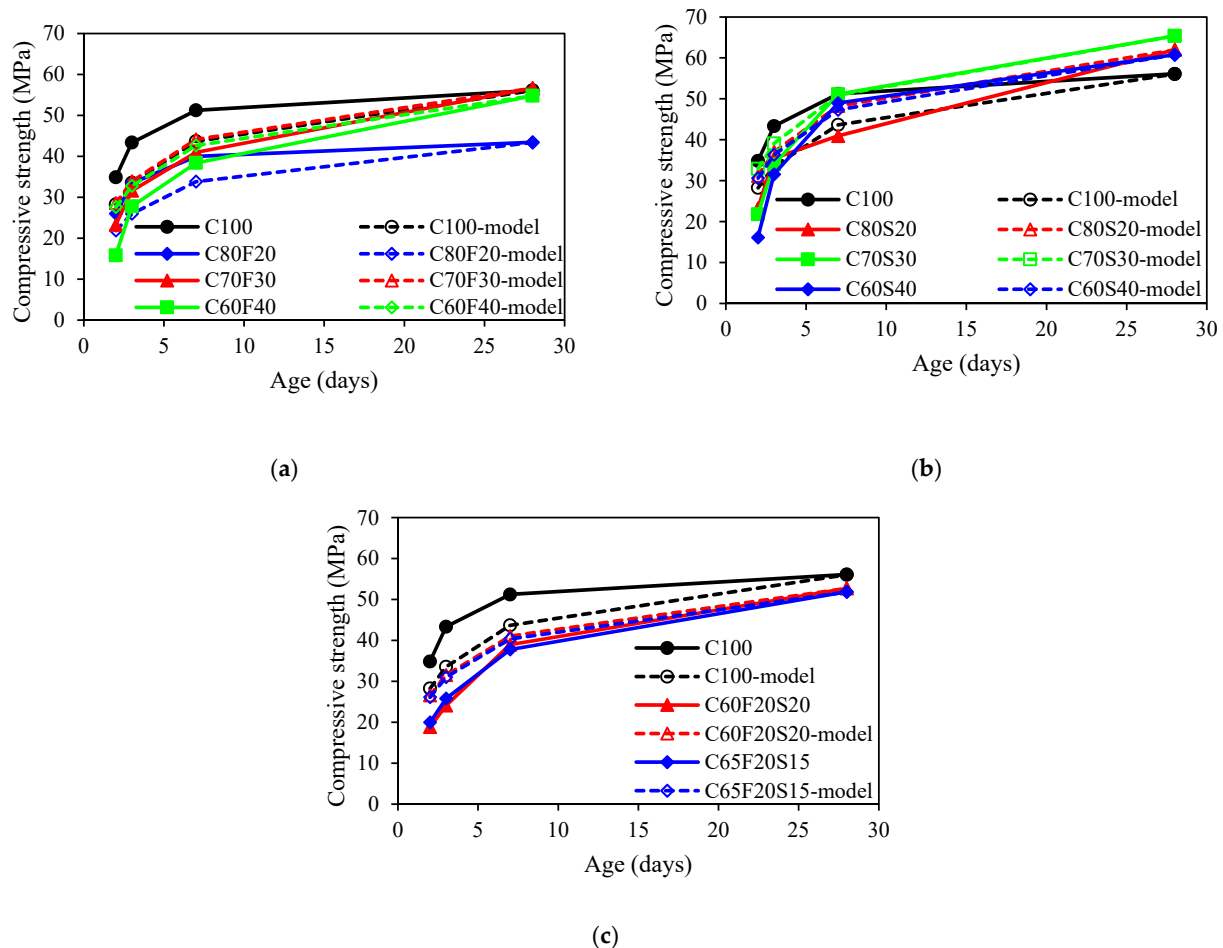 70
60
50
40
30
20
10
0
Compressive strength (MPa)
C100
C100-model
C80F20
C80F20-model
C70F30
C70F30-model
C60F40
C60F40-model
0 5 10 15 20 25 30
Age (days)
(a)
70
60
50
40
30
20
10
0
Compressive strength (MPa)
C100
C100-model
C80S20
C80S20-model
C70S30
C70S30-model
C60S40
C60S40-model
0 5 10 15 20 25 30
Age (days)
(b)
70
60
50
40
30
20
10
0
Compressive strength (MPa)
C100
C100-model
C60F20S20
C60F20S20-model
C65F20S15
C65F20S15-model
0 5 10 15 20 25 30
Age (days)
(c)